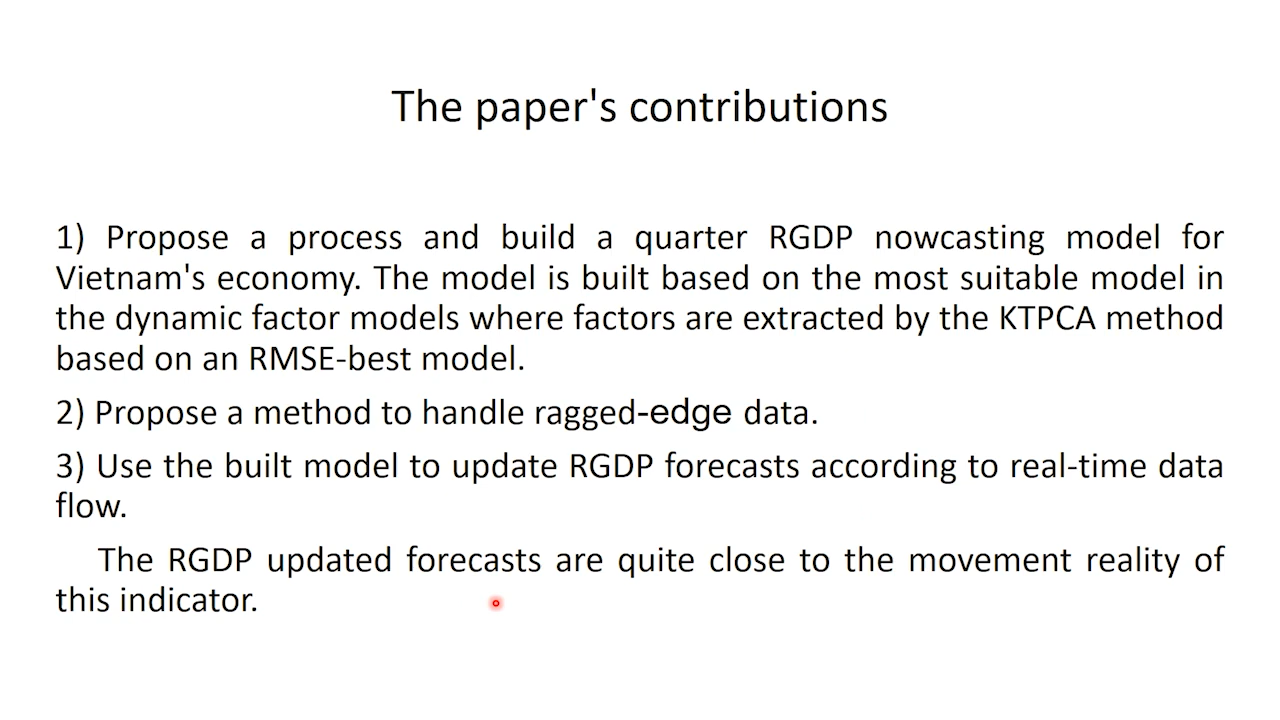 The paper's contributions
1) Propose a process and build a quarter RGDP nowcasting model for
Vietnam's economy. The model is built based on the most suitable model in
the dynamic factor models where factors are extracted by the KTPCA method
based on an RMSE-best model.
2) Propose a method to handle ragged-edge data.
3) Use the built model to update RGDP forecasts according to real-time data
flow.
The RGDP updated forecasts are quite close to the movement reality of
this indicator.